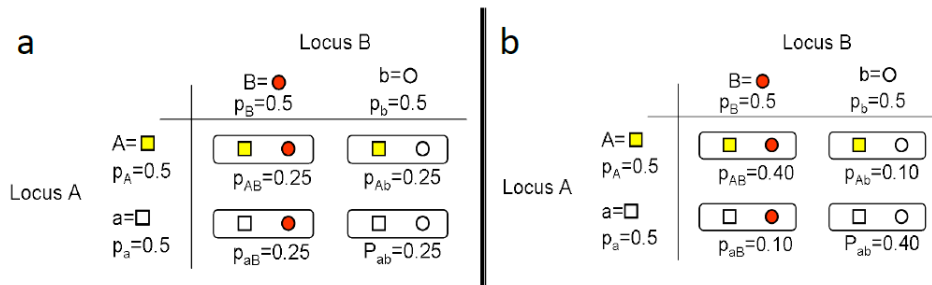 a
Locus B
B=
b=
p_B=0.5
p_b=0.5
A=
p_A=0.5
p_AB=0.25
p_Ab=0.25
Locus A
a=
p_a=0.5
p_aB=0.25
P_ab=0.25
b
Locus B
B=
b=
p_B=0.5
p_b=0.5
A=
p_A=0.5
p_AB=0.40
p_Ab=0.10
Locus A
a=
p_a=0.5
p_aB=0.10
P_ab=0.40